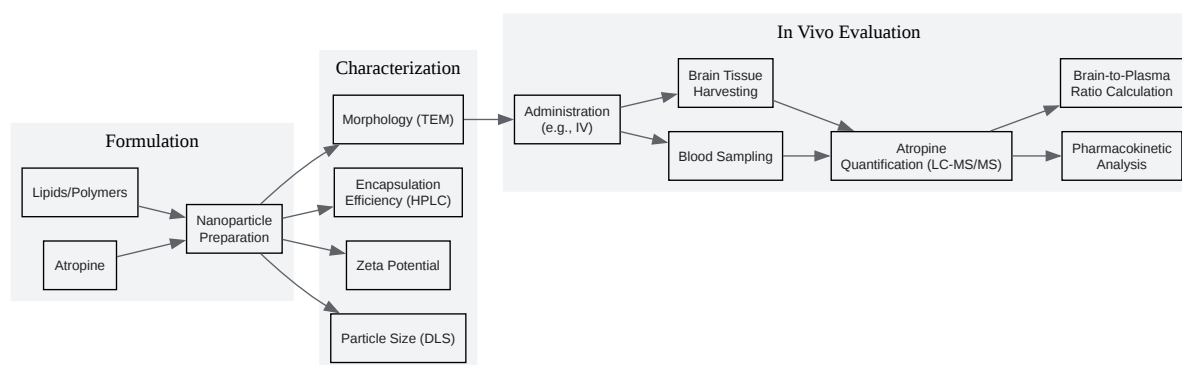 Formulation
Lipids/Polymers
Atropine
Nanoparticle
Preparation
Characterization
Morphology (TEM)
Encapsulation
Efficiency (HPLC)
Zeta Potential
Particle Size (DLS)
In Vivo Evaluation
Administration
(e.g., IV)
Brain Tissue
Harvesting
Blood Sampling
Atropine
Quantification (LC-MS/MS)
Brain-to-Plasma
Ratio Calculation
Pharmacokinetic
Analysis